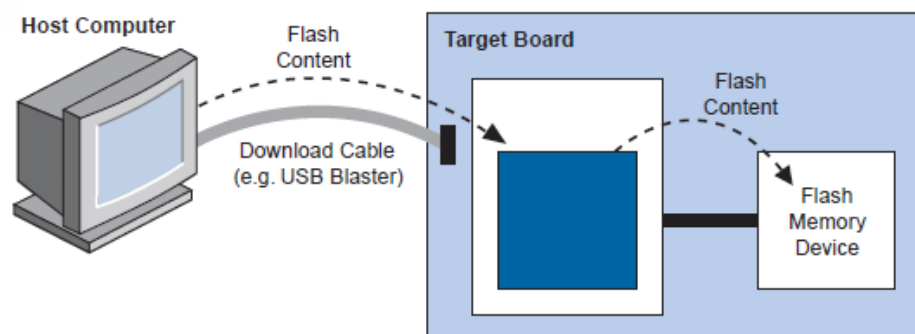 Host Computer
Flash
Content
Download Cable
(e.g. USB Blaster)
Target Board
Flash
Content
Flash
Memory
Device